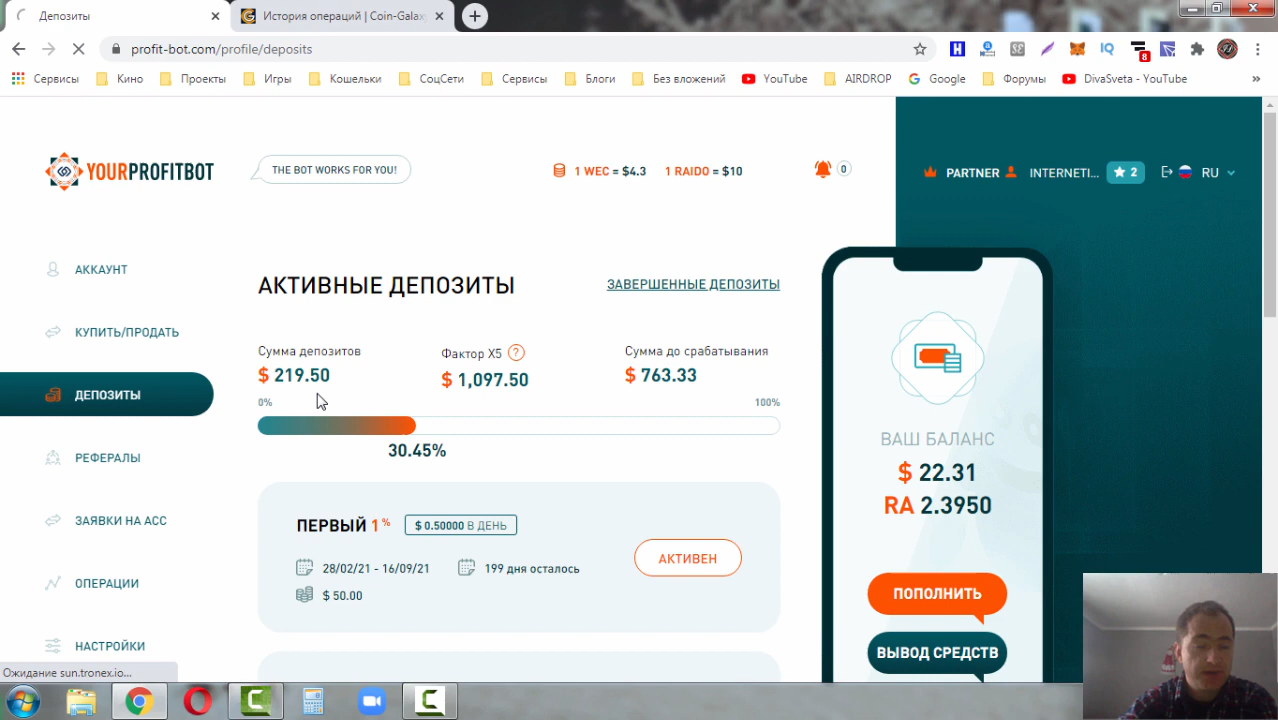 Депозиты
История операций | Coin-Galax
profit-bot.com/profile/deposits
8
Сервисы
Кино
Проекты
Игры
Кошельки
СоцСети
Сервисы
Блоги
Без вложений
YouTube
AIRDROP
Google
Форумы
DivaSveta - YouTube
YOURPROFITBOT
THE BOT WORKS FOR YOU!
1 WEC = $4.3
1 RAIDO = $10
0
PARTNER
INTERNETI...
2
RU
АККАУНТ
КУПИТЬ/ПРОДАТЬ
ДЕПОЗИТЫ
РЕФЕРАЛЫ
ЗАЯВКИ НА АСС
ОПЕРАЦИИ
НАСТРОЙКИ
АКТИВНЫЕ ДЕПОЗИТЫ
ЗАВЕРШЕННЫЕ ДЕПОЗИТЫ
Сумма депозитов
$ 219.50
Фактор X5 ?
$ 1,097.50
Сумма до срабатывания
$ 763.33
0%
100%
30.45%
ПЕРВЫЙ 1 %
$ 0.50000 В ДЕНЬ
28/02/21 - 16/09/21
199 дня осталось
$ 50.00
АКТИВЕН
ВАШ БАЛАНС
$ 22.31
RA 2.3950
ПОПОЛНИТЬ
ВЫВОД СРЕДСТВ
Ожидание sun.tronex.io...